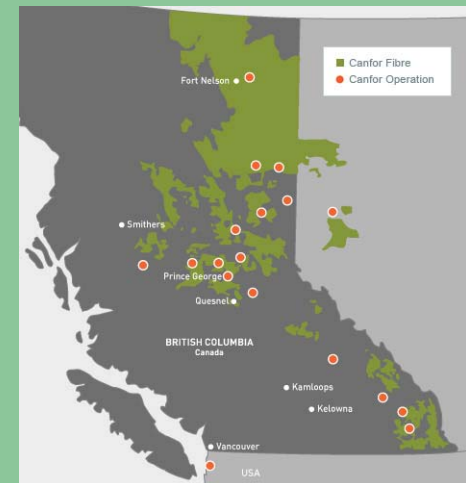 Canfor Fibre
Canfor Operation
Fort Nelson
Smithers
Prince George
Quesnel
BRITISH COLUMBIA
Canada
Kamloops
Kelowna
Vancouver
USA